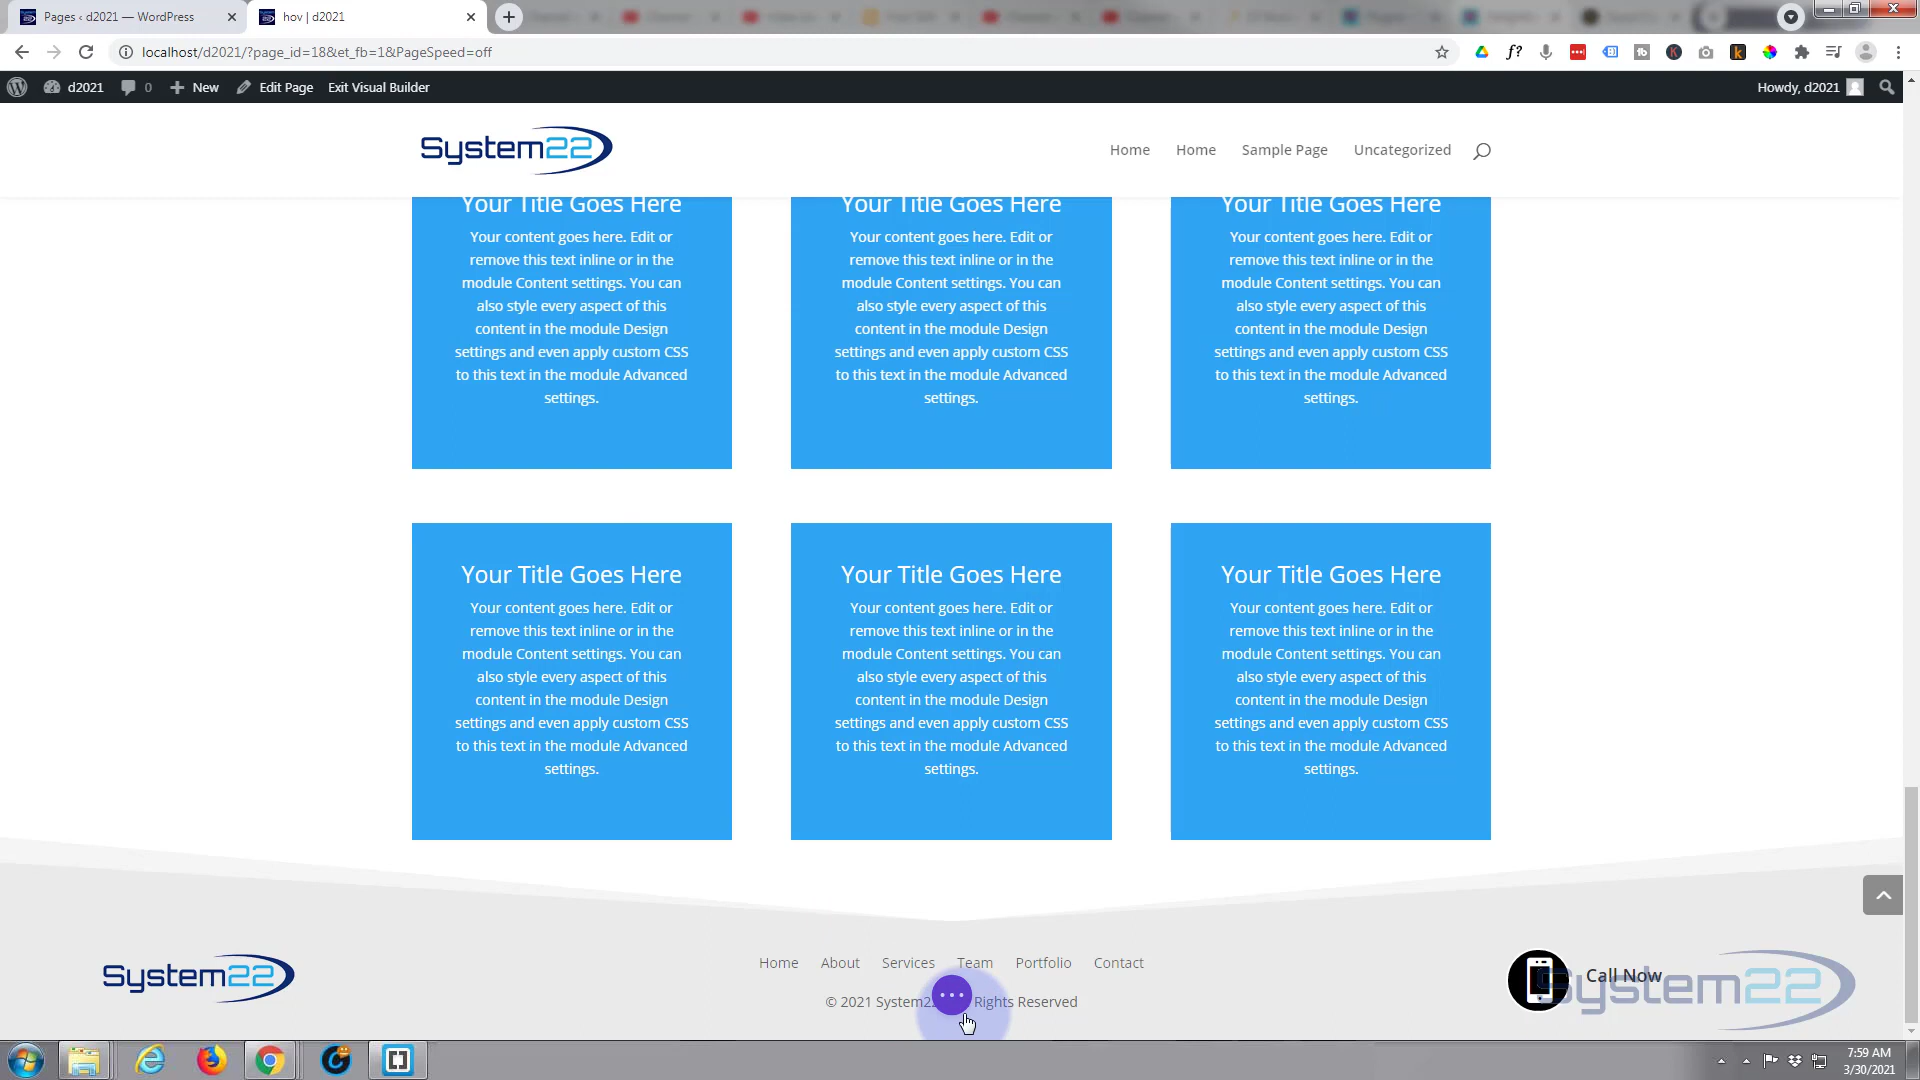 Pages ‹ d2021 — WordPress
hov | d2021
localhost/d2021/?page_id=18&et_fb=1&PageSpeed=off
d2021 0 New Edit Page Exit Visual Builder Howdy, d2021
System22 Home Home Sample Page Uncategorized
Your Title Goes Here Your Title Goes Here Your Title Goes Here
Your content goes here. Edit or
remove this text inline or in the
module Content settings. You can
also style every aspect of this
content in the module Design
settings and even apply custom CSS
to this text in the module Advanced
settings.
Your content goes here. Edit or
remove this text inline or in the
module Content settings. You can
also style every aspect of this
content in the module Design
settings and even apply custom CSS
to this text in the module Advanced
settings.
Your content goes here. Edit or
remove this text inline or in the
module Content settings. You can
also style every aspect of this
content in the module Design
settings and even apply custom CSS
to this text in the module Advanced
settings.
Your Title Goes Here
Your content goes here. Edit or
remove this text inline or in the
module Content settings. You can
also style every aspect of this
content in the module Design
settings and even apply custom CSS
to this text in the module Advanced
settings.
Your Title Goes Here
Your content goes here. Edit or
remove this text inline or in the
module Content settings. You can
also style every aspect of this
content in the module Design
settings and even apply custom CSS
to this text in the module Advanced
settings.
Your Title Goes Here
Your content goes here. Edit or
remove this text inline or in the
module Content settings. You can
also style every aspect of this
content in the module Design
settings and even apply custom CSS
to this text in the module Advanced
settings.
System22
Home About Services Team Portfolio Contact
© 2021 System2 Rights Reserved
Call Now
System22
7:59 AM
3/30/2021